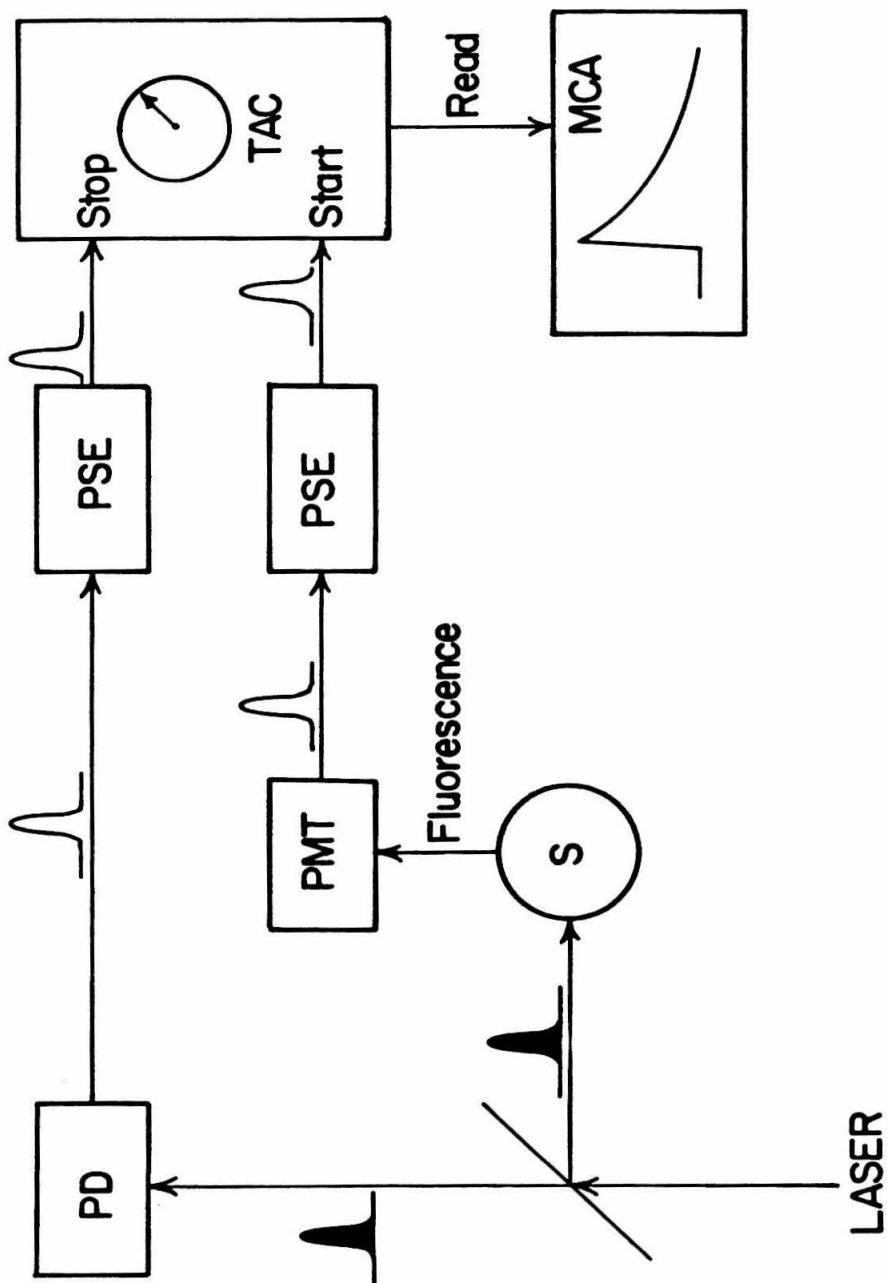 PD
PSE
Stop
TAC
Start
PMT
PSE
Fluorescence
Read
S
MCA
LASER